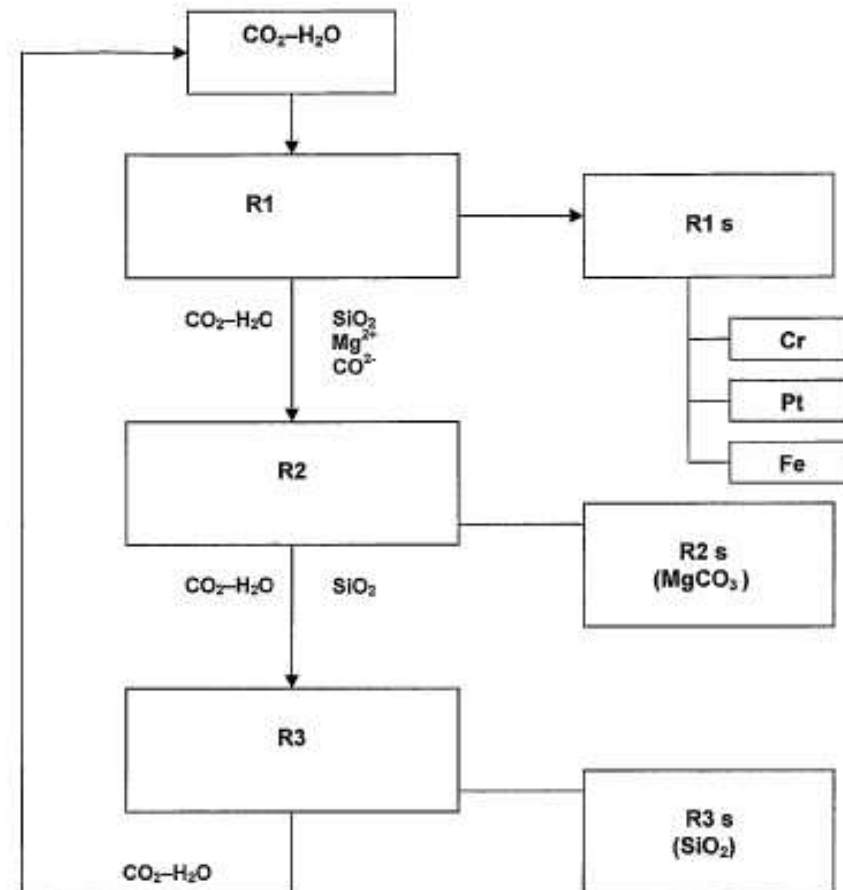 CO₂–H₂O
R1
R1 s
CO₂–H₂O
SiO₂
Mg²⁺
CO²⁻
Cr
Pt
Fe
R2
R2 s
(MgCO₃)
CO₂–H₂O
SiO₂
R3
R3 s
(SiO₂)
CO₂–H₂O